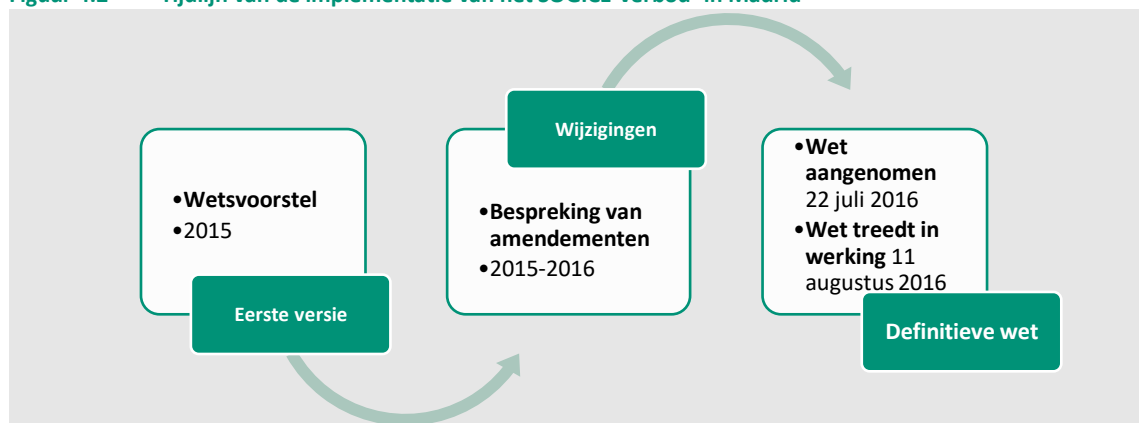 Wijzigingen
•Wetsvoorstel
•2015
Eerste versie
•Bespreking van
amendementen
•2015-2016
•Wet
aangenomen
22 juli 2016
•Wet treedt in
werking 11
augustus 2016
Definitieve wet